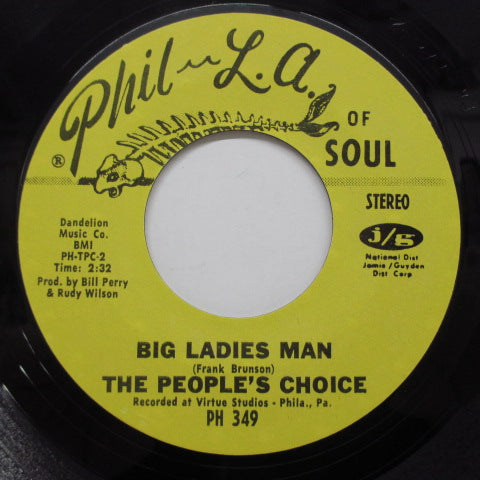 Phil-L.A.
OF
SOUL
®
STEREO
Dandelion
Music Co.
BMI
PH-TPC-2
Time: 2:32
Prod. by Bill Perry
& Rudy Wilson
j/g
National Dist
Jamie/Guyden
Dist Corp
BIG LADIES MAN
(Frank Brunson)
THE PEOPLE'S CHOICE
Recorded at Virtue Studios - Phila., Pa.
PH 349